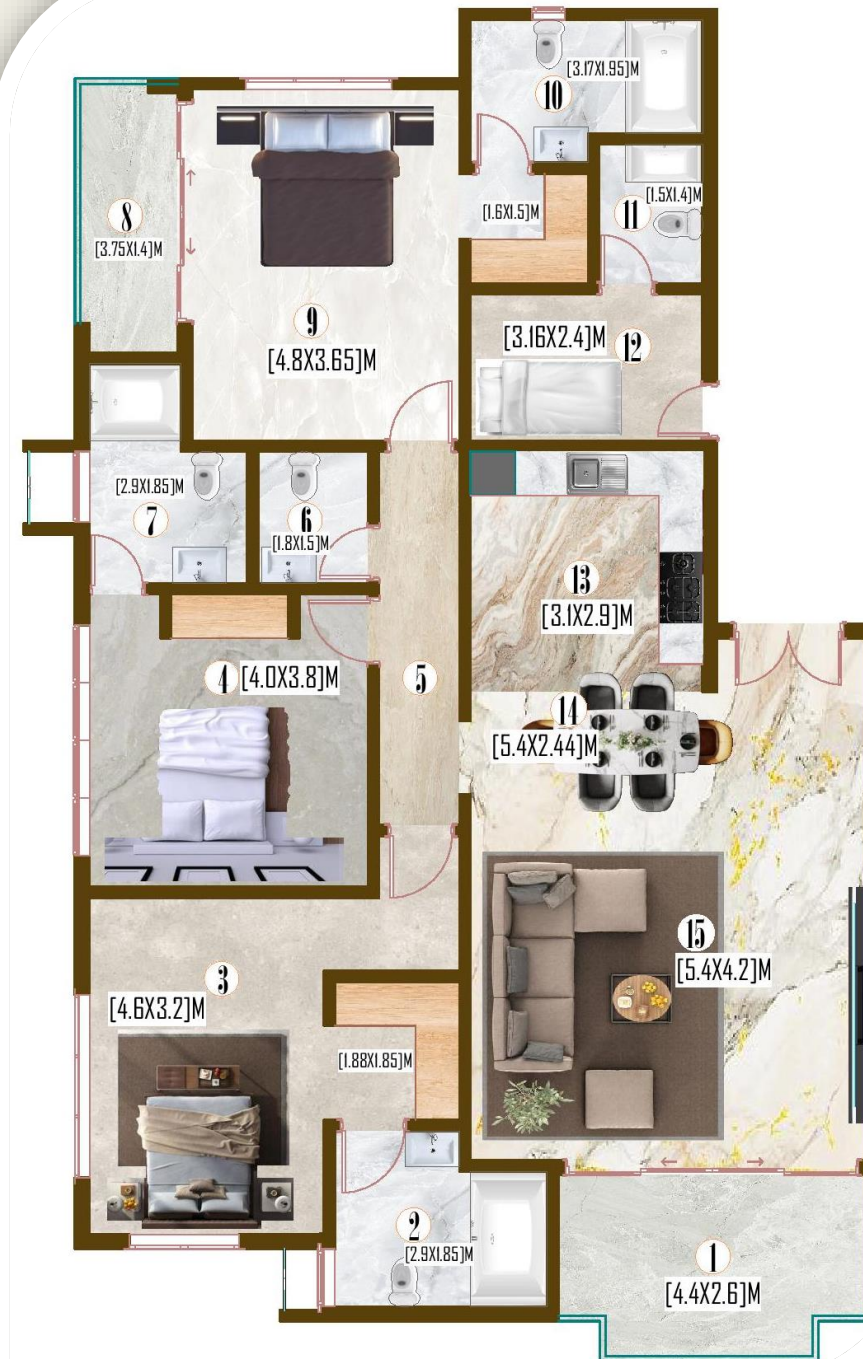 10
[3.17X1.95]M
8
[3.75X1.4]M
9
[4.8X3.65]M
[1.6X1.5]M
11
[1.5X1.4]M
12
[3.16X2.4]M
7
[2.9X1.85]M
6
[1.8X1.5]M
13
[3.1X2.9]M
4
[4.0X3.8]M
5
14
[5.4X2.44]M
15
[5.4X4.2]M
3
[4.6X3.2]M
[1.88X1.85]M
2
[2.9X1.85]M
1
[4.4X2.6]M